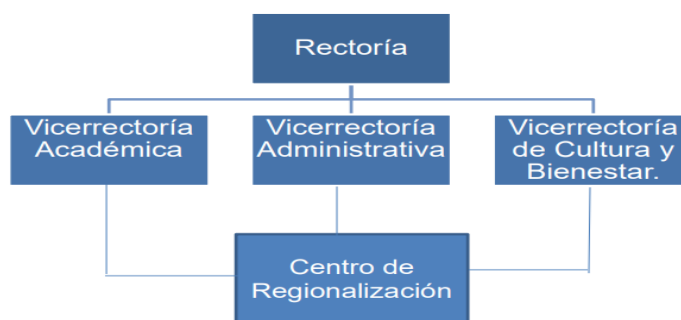 Rectoría
Vicerrectoría
Académica
Vicerrectoría
Administrativa
Vicerrectoría
de Cultura y
Bienestar.
Centro de
Regionalización